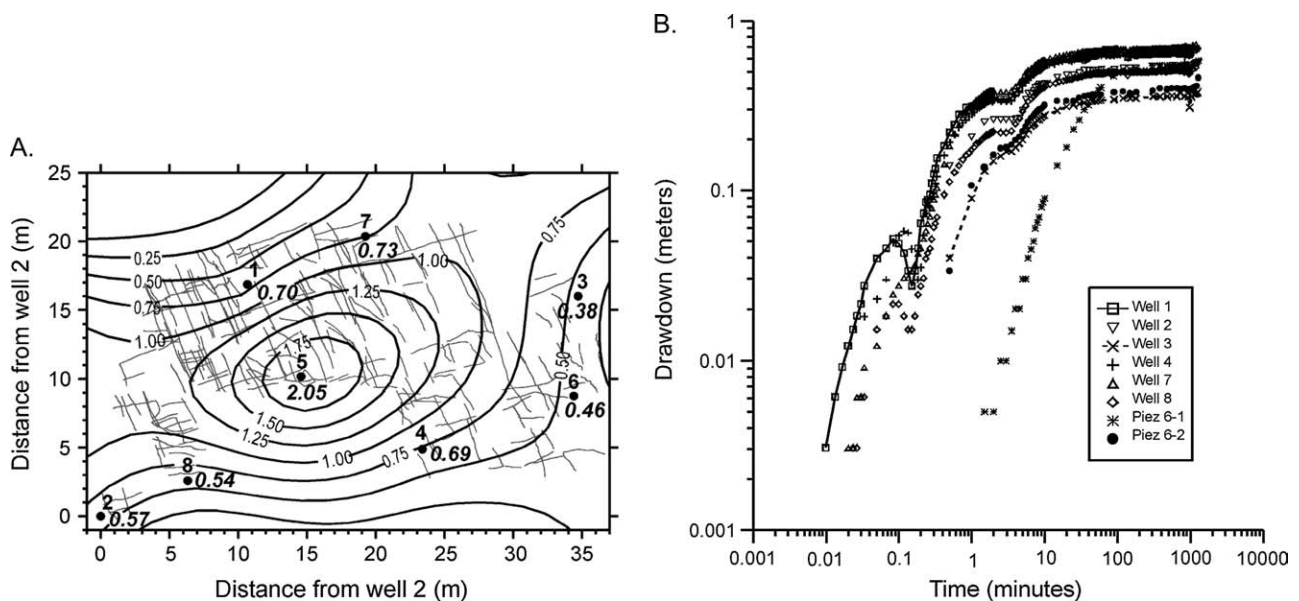 A.
25
20
15
10
5
0
Distance from well 2 (m)
0 5 10 15 20 25 30 35
Distance from well 2 (m)
0.25
0.50
0.75
1.00
1.00
1.25
1.75
1.50
1.25
1.00
0.75
0.75
0.50
7
0.73
1
0.70
3
0.38
5
2.05
6
0.46
4
0.69
8
0.54
2
0.57
B.
1
0.1
0.01
0.001
Drawdown (meters)
0.001 0.01 0.1 1 10 100 1000 10000
Time (minutes)
Well 1
Well 2
Well 3
Well 4
Well 7
Well 8
Piez 6-1
Piez 6-2